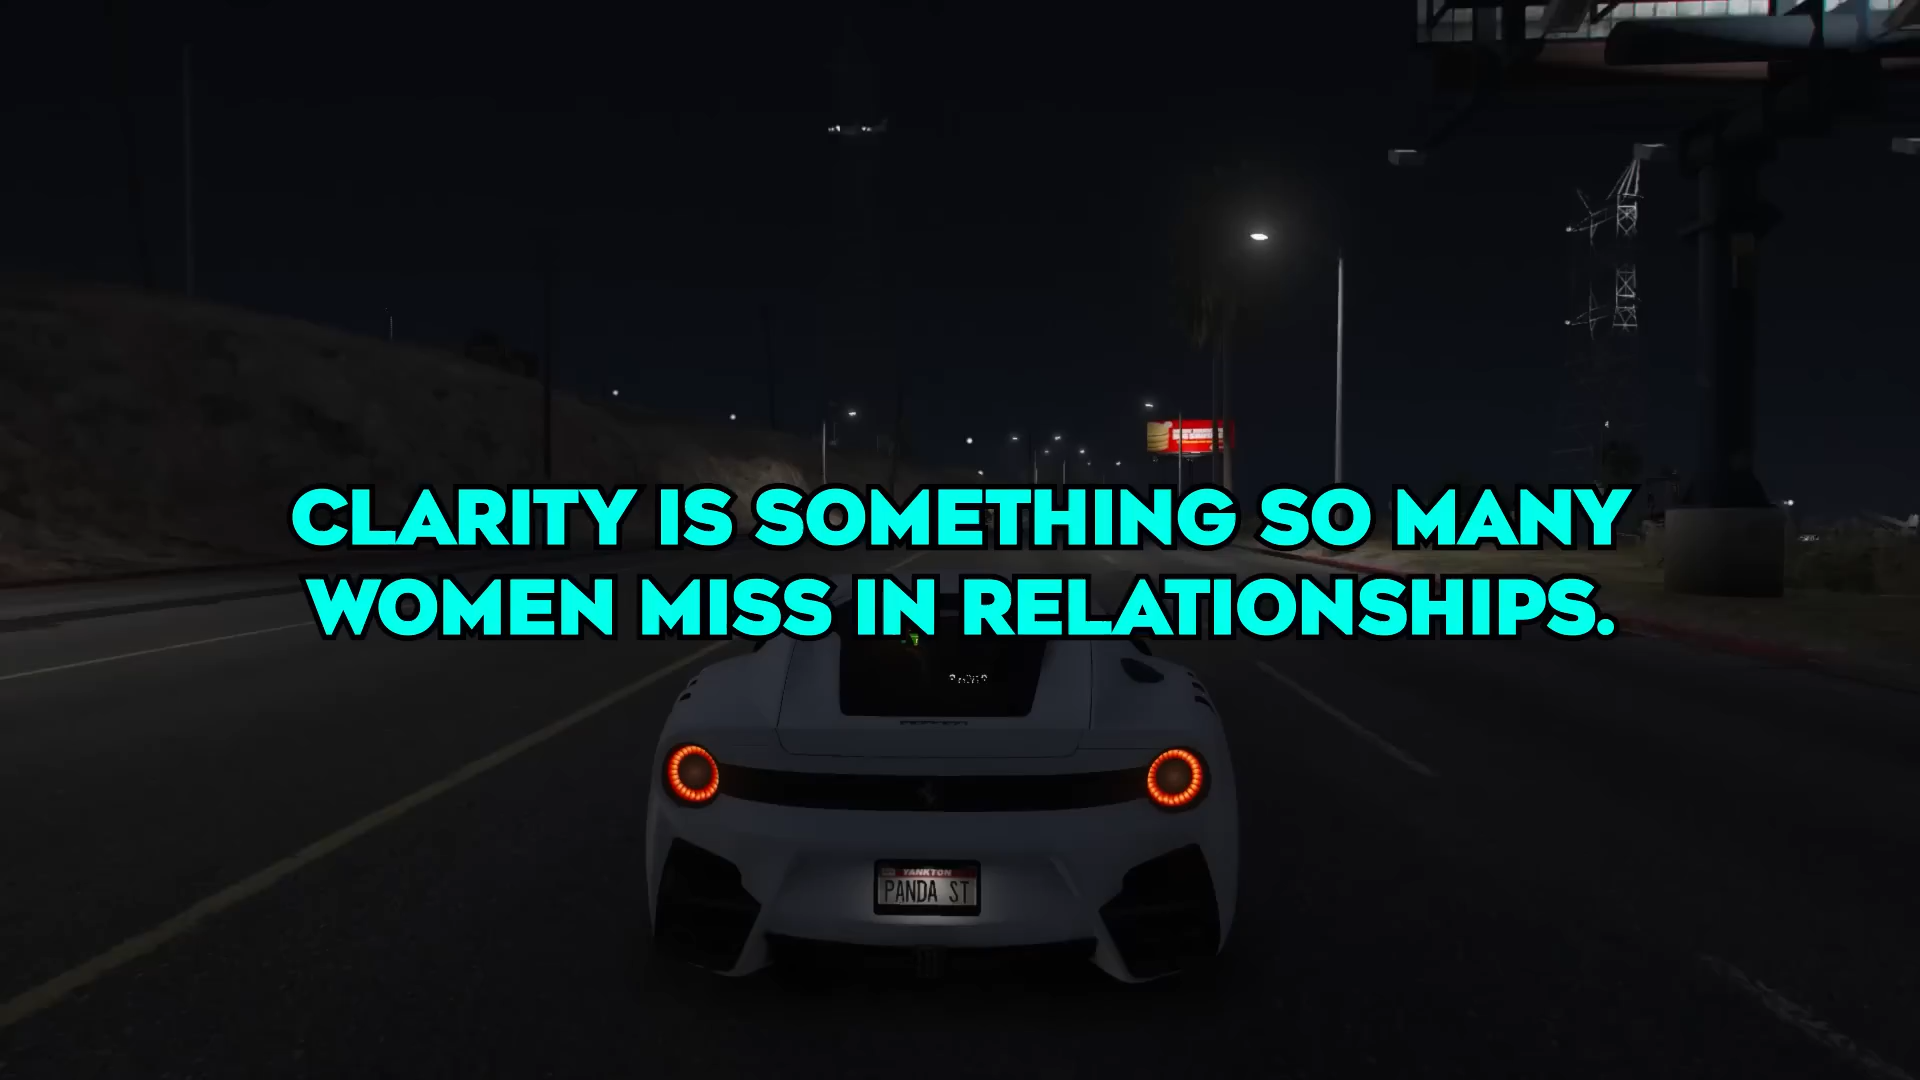 CLARITY IS SOMETHING SO MANY
WOMEN MISS IN RELATIONSHIPS.
YANKTON
PANDA ST